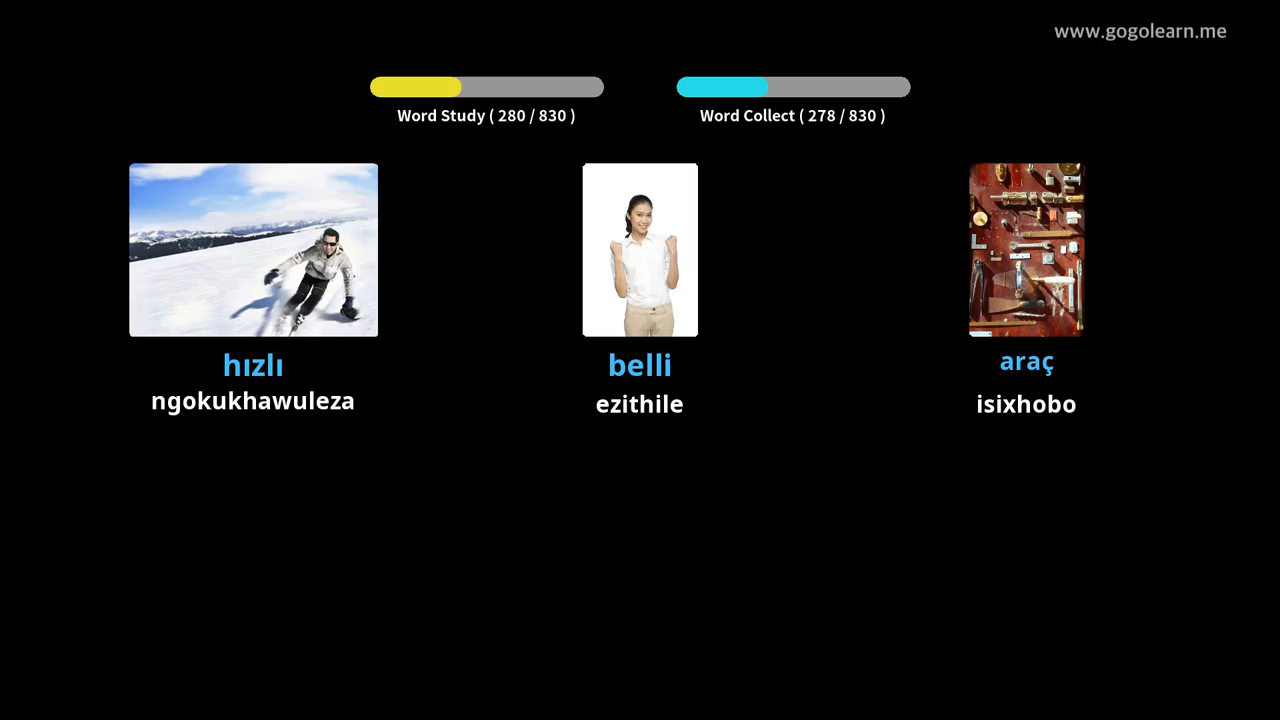 www.gogolearn.me
Word Study ( 280 / 830 )
Word Collect ( 278 / 830 )
hızlı
ngokukhawuleza
belli
ezithile
araç
isixhobo